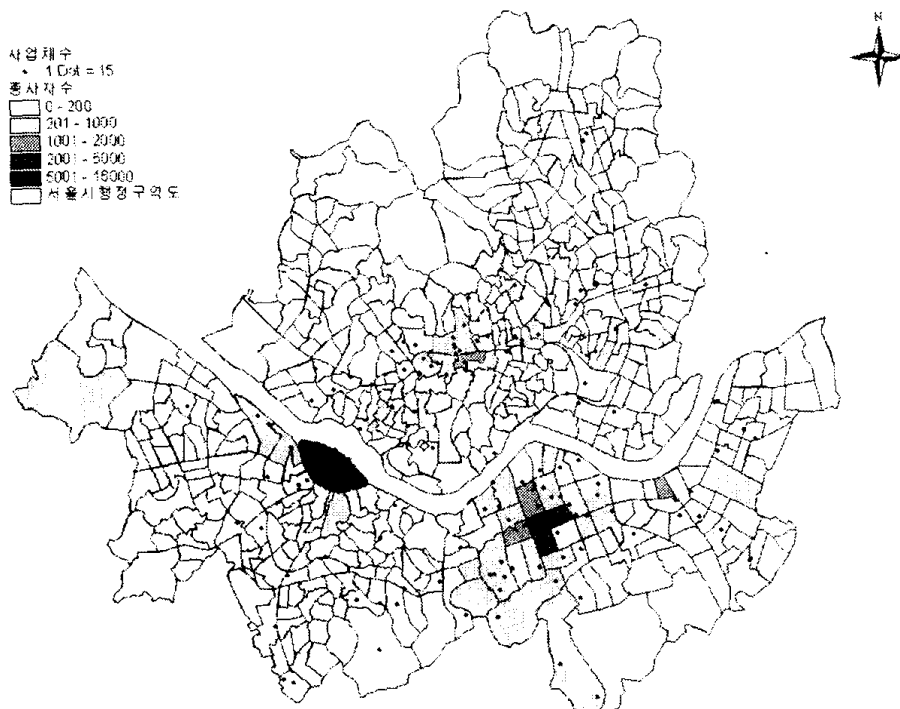 사업체수
1 Dot = 15
종사자수
0 - 200
201 - 1000
1001 - 2000
2001 - 5000
5001 - 16000
서울시행정구역도
N